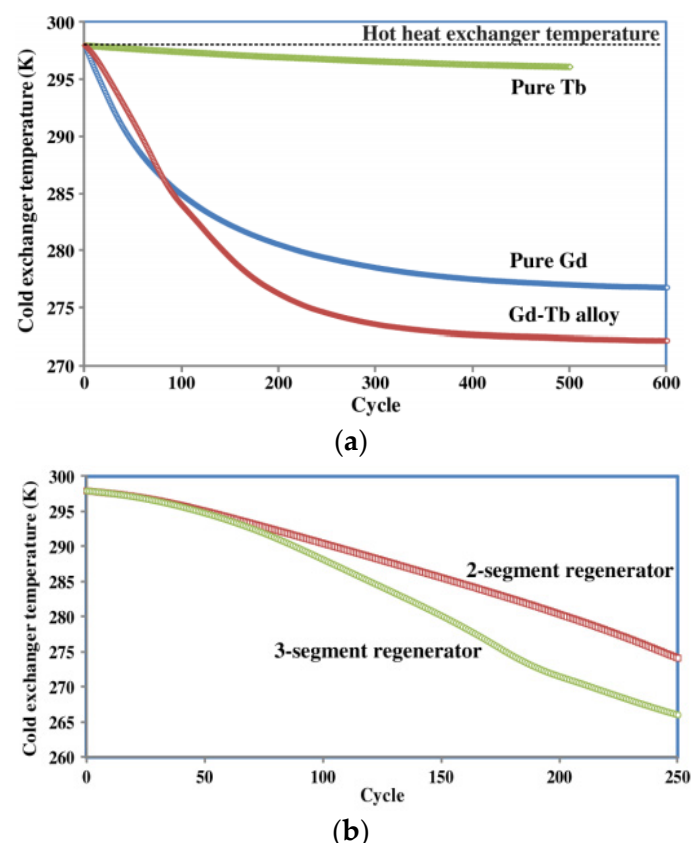 300
Hot heat exchanger temperature
295
Pure Tb
290
285
280
Pure Gd
275
Gd-Tb alloy
270
0 100 200 300 400 500 600
Cold exchanger temperature (K)
Cycle
(a)
300
295
290
285
2-segment regenerator
280
275
3-segment regenerator
270
265
260
0 50 100 150 200 250
Cold exchanger temperature (K)
Cycle
(b)